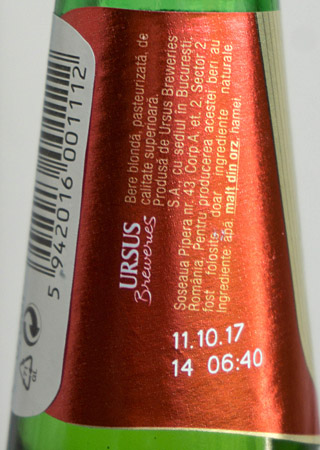 Bere blondă, pasteurizată, de
calitate superioară.
Produsă de Ursus Breweries
S.A., cu sediul în București,
Șoseaua Pipera nr. 43, Corp A, et. 2, Sector 2,
România. Pentru producerea acestei beri au
fost folosite doar ingrediente naturale.
Ingrediente: apă, malț din orz, hamei.
URSUS
Breweries
11.10.17
14 06:40
5 942016 001112
GL